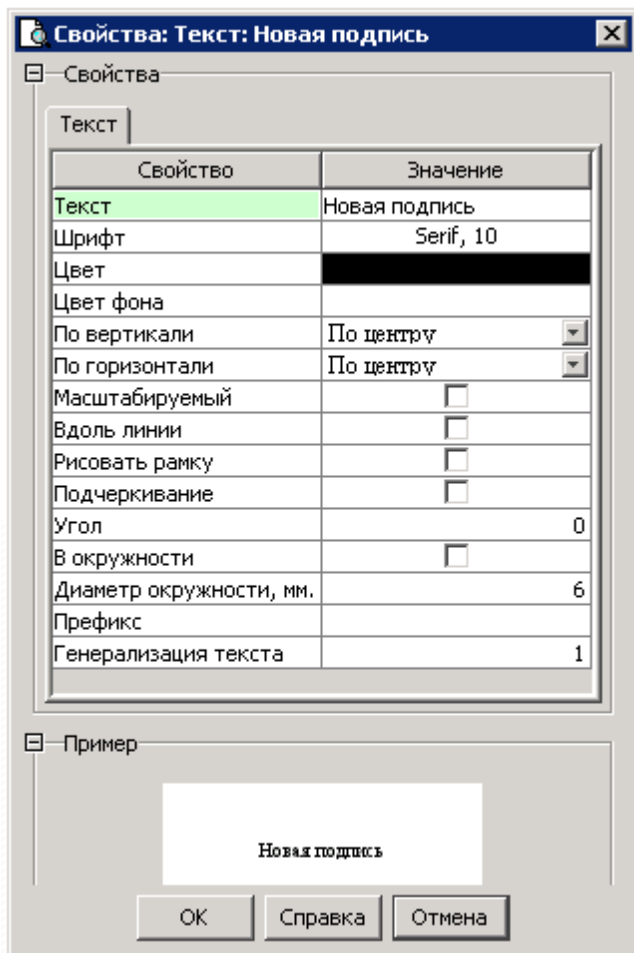 Свойства: Текст: Новая подпись
Свойства
Текст
Свойство Значение
Текст Новая подпись
Шрифт Serif, 10
Цвет
Цвет фона
По вертикали По центру
По горизонтали По центру
Масштабируемый
Вдоль линии
Рисовать рамку
Подчеркивание
Угол 0
В окружности
Диаметр окружности, мм. 6
Префикс
Генерализация текста 1
Пример
Новая подпись
OK Справка Отмена